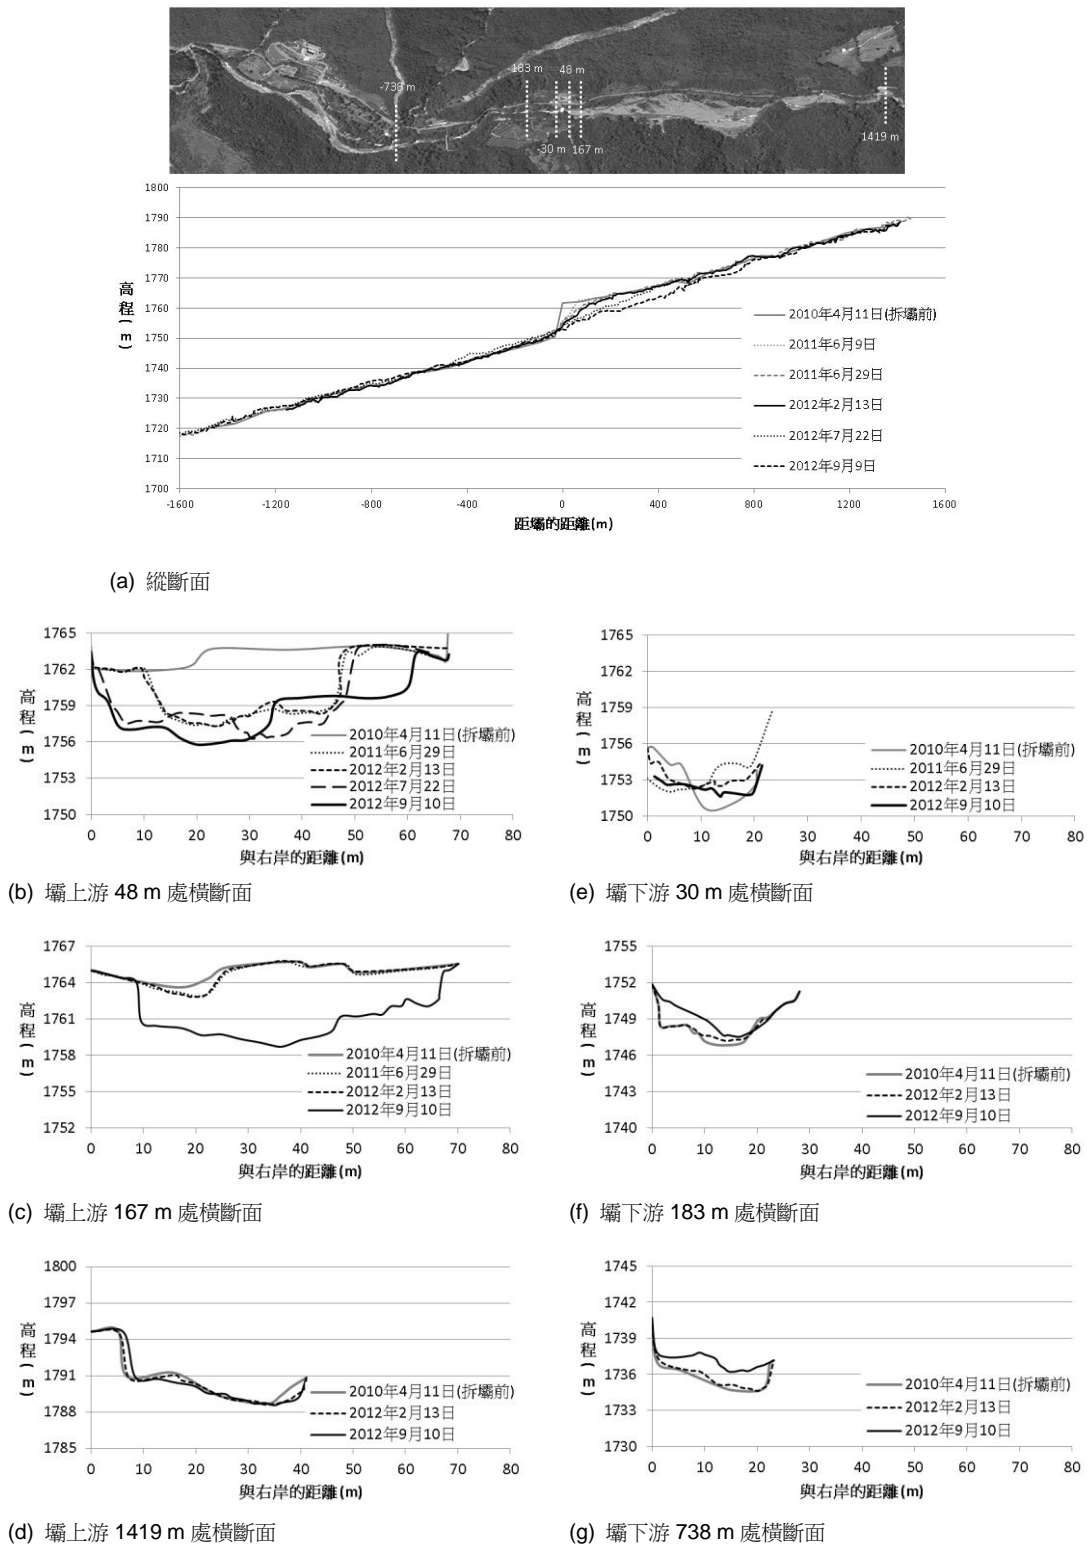 -738 m
-183 m
48 m
-30 m
167 m
1419 m
1800
1790
1780
1770
1760
1750
1740
1730
1720
1710
1700
高程(m)
-1600 -1200 -800 -400 0 400 800 1200 1600
距壩的距離(m)
2010年4月11日(拆壩前)
2011年6月9日
2011年6月29日
2012年2月13日
2012年7月22日
2012年9月9日
(a) 縱斷面
1765
1762
1759
1756
1753
1750
高程(m)
2010年4月11日(拆壩前)
2011年6月29日
2012年2月13日
2012年7月22日
2012年9月10日
0 10 20 30 40 50 60 70 80
與右岸的距離(m)
(b) 壩上游 48 m 處橫斷面
1765
1762
1759
1756
1753
1750
高程(m)
2010年4月11日(拆壩前)
2011年6月29日
2012年2月13日
2012年9月10日
0 10 20 30 40 50 60 70 80
與右岸的距離(m)
(e) 壩下游 30 m 處橫斷面
1767
1764
1761
1758
1755
1752
高程(m)
2010年4月11日(拆壩前)
2011年6月29日
2012年2月13日
2012年9月10日
0 10 20 30 40 50 60 70 80
與右岸的距離(m)
(c) 壩上游 167 m 處橫斷面
1755
1752
1749
1746
1743
1740
高程(m)
2010年4月11日(拆壩前)
2012年2月13日
2012年9月10日
0 10 20 30 40 50 60 70 80
與右岸的距離(m)
(f) 壩下游 183 m 處橫斷面
1800
1797
1794
1791
1788
1785
高程(m)
2010年4月11日(拆壩前)
2012年2月13日
2012年9月10日
0 10 20 30 40 50 60 70 80
與右岸的距離(m)
(d) 壩上游 1419 m 處橫斷面
1745
1742
1739
1736
1733
1730
高程(m)
2010年4月11日(拆壩前)
2012年2月13日
2012年9月10日
0 10 20 30 40 50 60 70 80
與右岸的距離(m)
(g) 壩下游 738 m 處橫斷面